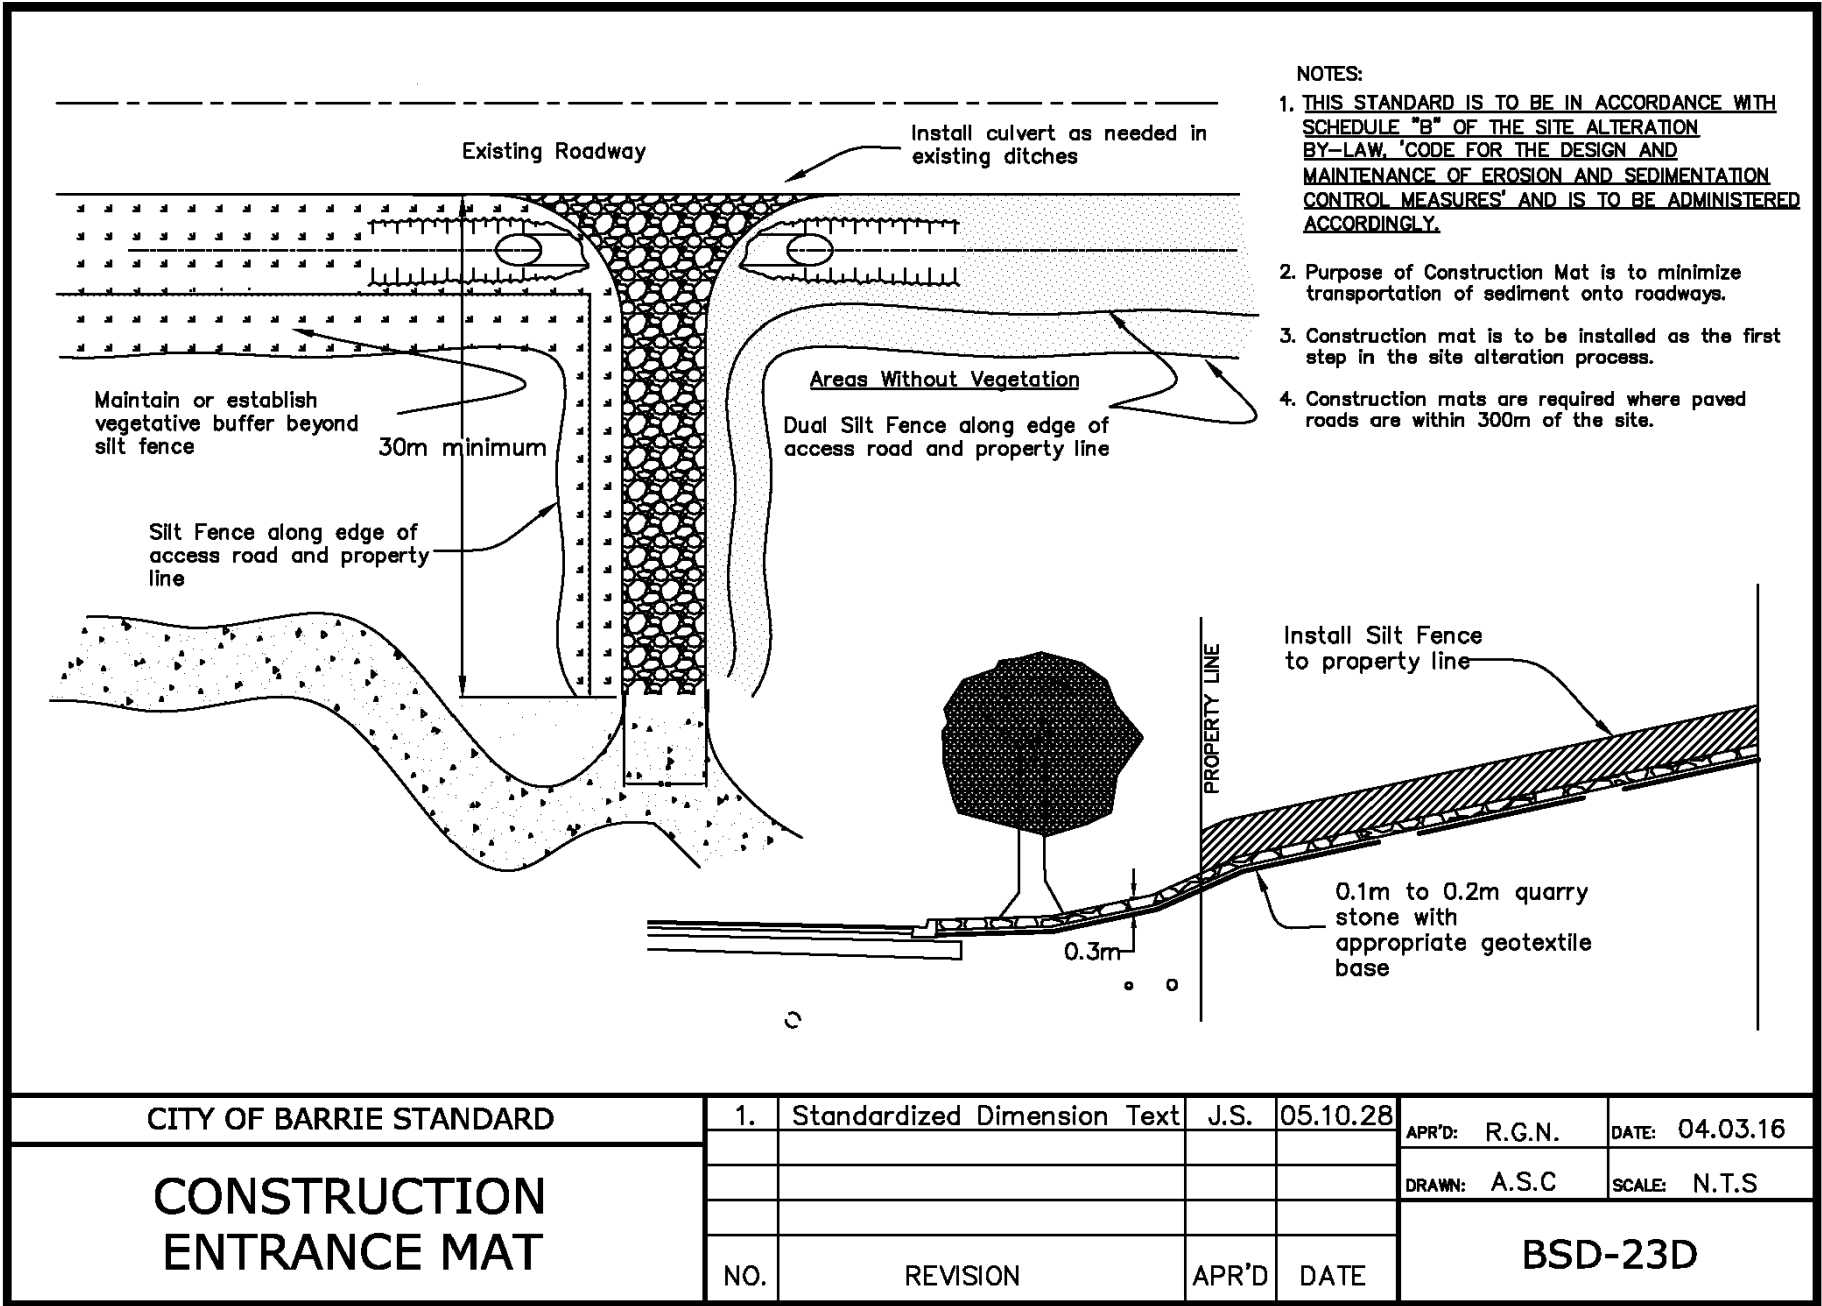 NOTES:
1. THIS STANDARD IS TO BE IN ACCORDANCE WITH
SCHEDULE "B" OF THE SITE ALTERATION
BY-LAW, 'CODE FOR THE DESIGN AND
MAINTENANCE OF EROSION AND SEDIMENTATION
CONTROL MEASURES' AND IS TO BE ADMINISTERED
ACCORDINGLY.
2. Purpose of Construction Mat is to minimize
transportation of sediment onto roadways.
3. Construction mat is to be installed as the first
step in the site alteration process.
4. Construction mats are required where paved
roads are within 300m of the site.
Existing Roadway
Install culvert as needed in
existing ditches
Maintain or establish
vegetative buffer beyond
silt fence
30m minimum
Areas Without Vegetation
Dual Silt Fence along edge of
access road and property line
Silt Fence along edge of
access road and property
line
PROPERTY LINE
Install Silt Fence
to property line
0.1m to 0.2m quarry
stone with
appropriate geotextile
base
0.3m
CITY OF BARRIE STANDARD
CONSTRUCTION
ENTRANCE MAT
1. Standardized Dimension Text J.S. 05.10.28
NO. REVISION APR'D DATE
APR'D: R.G.N. DATE: 04.03.16
DRAWN: A.S.C SCALE: N.T.S
BSD-23D